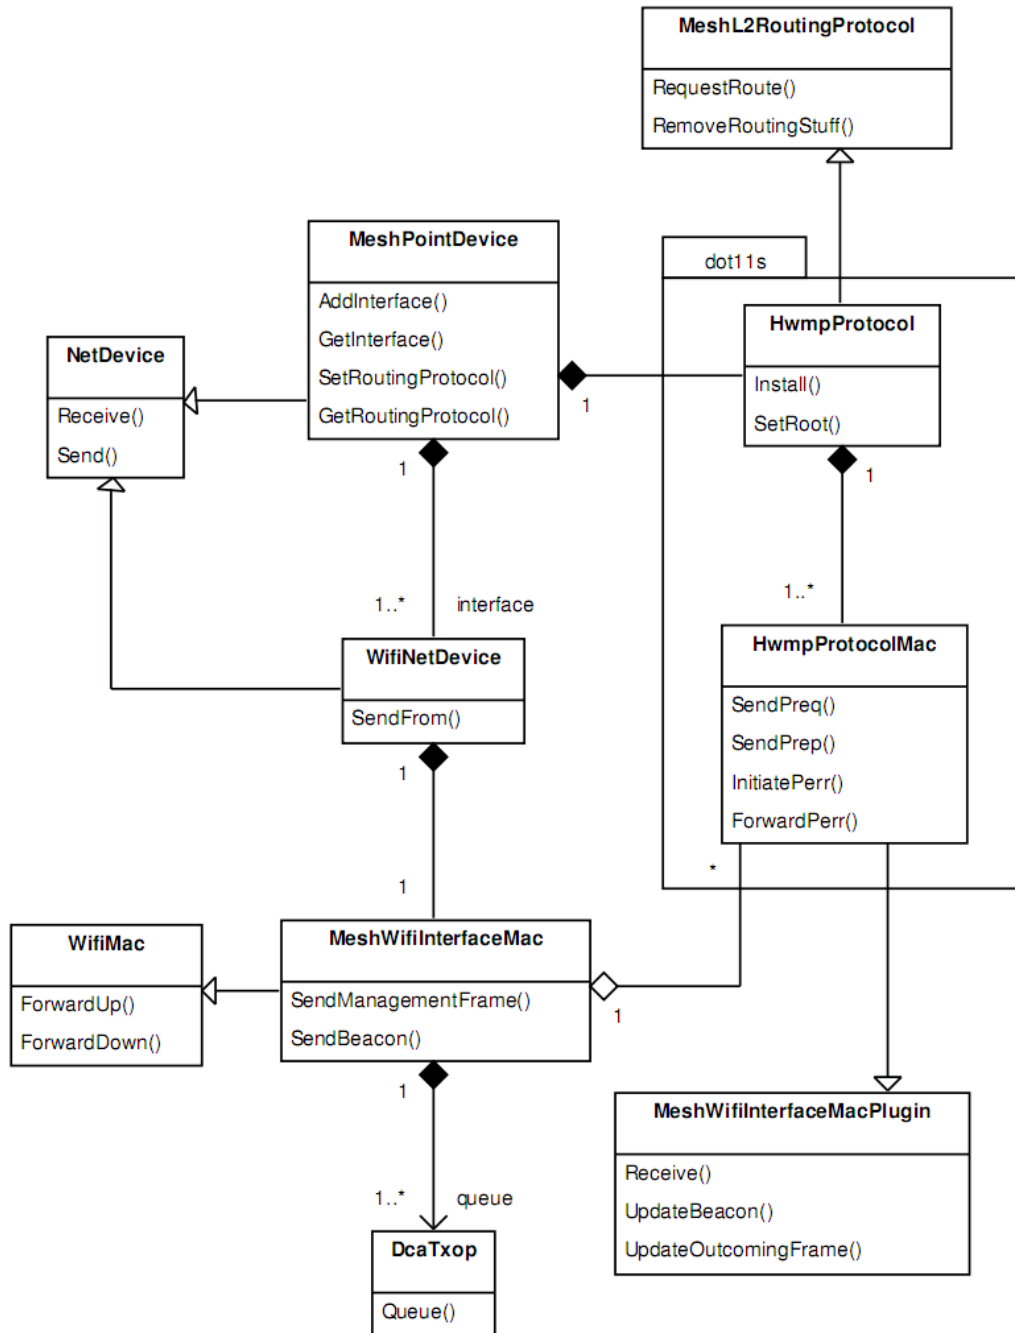 MeshL2RoutingProtocol
RequestRoute()
RemoveRoutingStuff()
MeshPointDevice
AddInterface()
GetInterface()
SetRoutingProtocol()
GetRoutingProtocol()
dot11s
HwmpProtocol
Install()
SetRoot()
NetDevice
Receive()
Send()
1
1
1
1..*
interface
1..*
WifiNetDevice
SendFrom()
HwmpProtocolMac
SendPreq()
SendPrep()
InitiatePerr()
ForwardPerr()
1
1
*
WifiMac
ForwardUp()
ForwardDown()
MeshWifiInterfaceMac
SendManagementFrame()
SendBeacon()
1
1
MeshWifiInterfaceMacPlugin
Receive()
UpdateBeacon()
UpdateOutcomingFrame()
1..*
queue
DcaTxop
Queue()